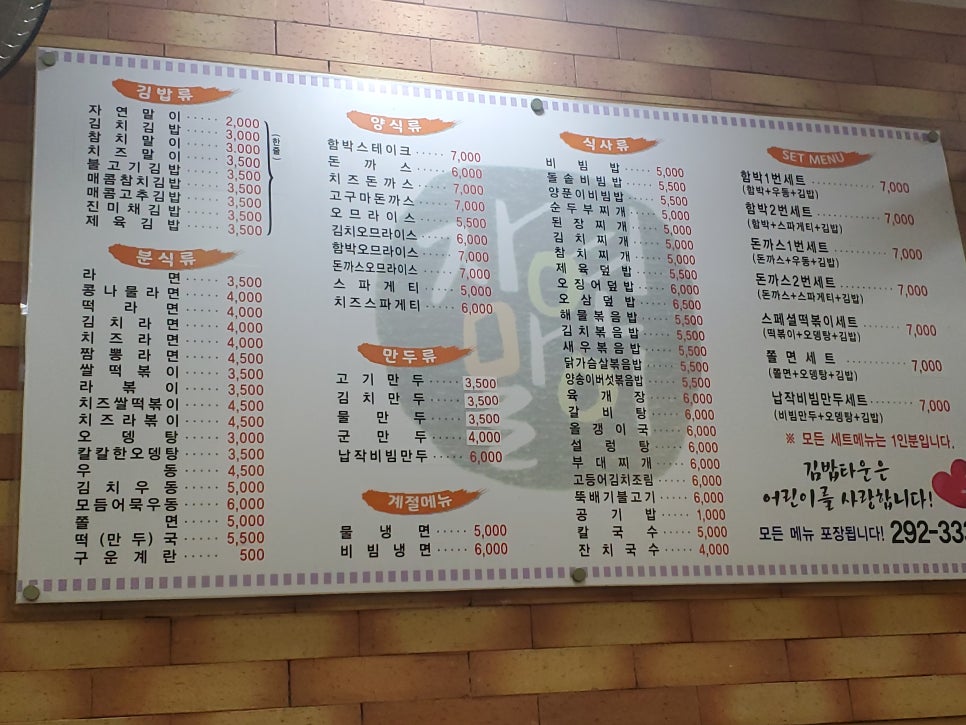 김밥류
자연말이 2,000
김치김밥 3,000
참치말이 3,000
치즈말이 3,500
불고기김밥 3,500
매콤참치김밥 3,500
매콤고추김밥 3,500
진미채김밥 3,500
제육김밥 3,500
(한줄)
분식류
라면 3,500
콩나물라면 4,000
떡라면 4,000
김치라면 4,000
치즈라면 4,000
짬뽕라면 4,500
쌀떡볶이 3,500
라볶이 3,500
치즈쌀떡볶이 4,500
치즈라볶이 4,500
오뎅탕 3,000
칼칼한오뎅탕 3,500
우동 4,500
김치우동 5,000
모듬어묵우동 6,000
쫄면 5,000
떡(만두)국 5,500
구운계란 500
양식류
함박스테이크 7,000
돈까스 6,000
치즈돈까스 7,000
고구마돈까스 7,000
오므라이스 5,500
김치오므라이스 6,000
함박오므라이스 7,000
돈까스오므라이스 7,000
스파게티 5,000
치즈스파게티 6,000
만두류
고기만두 3,500
김치만두 3,500
물만두 3,500
군만두 4,000
납작비빔만두 6,000
계절메뉴
물냉면 5,000
비빔냉면 6,000
식사류
비빔밥 5,000
돌솥비빔밥 5,500
양푼이비빔밥 5,500
순두부찌개 5,000
된장찌개 5,000
김치찌개 5,000
참치찌개 5,000
제육덮밥 5,500
오징어덮밥 6,000
오삼덮밥 6,500
해물볶음밥 5,500
김치볶음밥 5,500
새우볶음밥 5,500
닭가슴살볶음밥 5,500
양송이버섯볶음밥 5,500
육개장 6,000
갈비탕 6,000
올갱이국 5,000
설렁탕 6,000
부대찌개 6,000
고등어김치조림 6,000
뚝배기불고기 6,000
공기밥 1,000
칼국수 5,000
잔치국수 4,000
SET MENU
함박1번세트 7,000
(함박+우동+김밥)
함박2번세트 7,000
(함박+스파게티+김밥)
돈까스1번세트 7,000
(돈까스+우동+김밥)
돈까스2번세트 7,000
(돈까스+스파게티+김밥)
스페셜떡볶이세트 7,000
(떡볶이+오뎅탕+김밥)
쫄면세트 7,000
(쫄면+오뎅탕+김밥)
납작비빔만두세트 7,000
(비빔만두+오뎅탕+김밥)
※ 모든 세트메뉴는 1인분입니다.
김밥타운은
어린이를 사랑합니다!
모든 메뉴 포장됩니다! 292-333